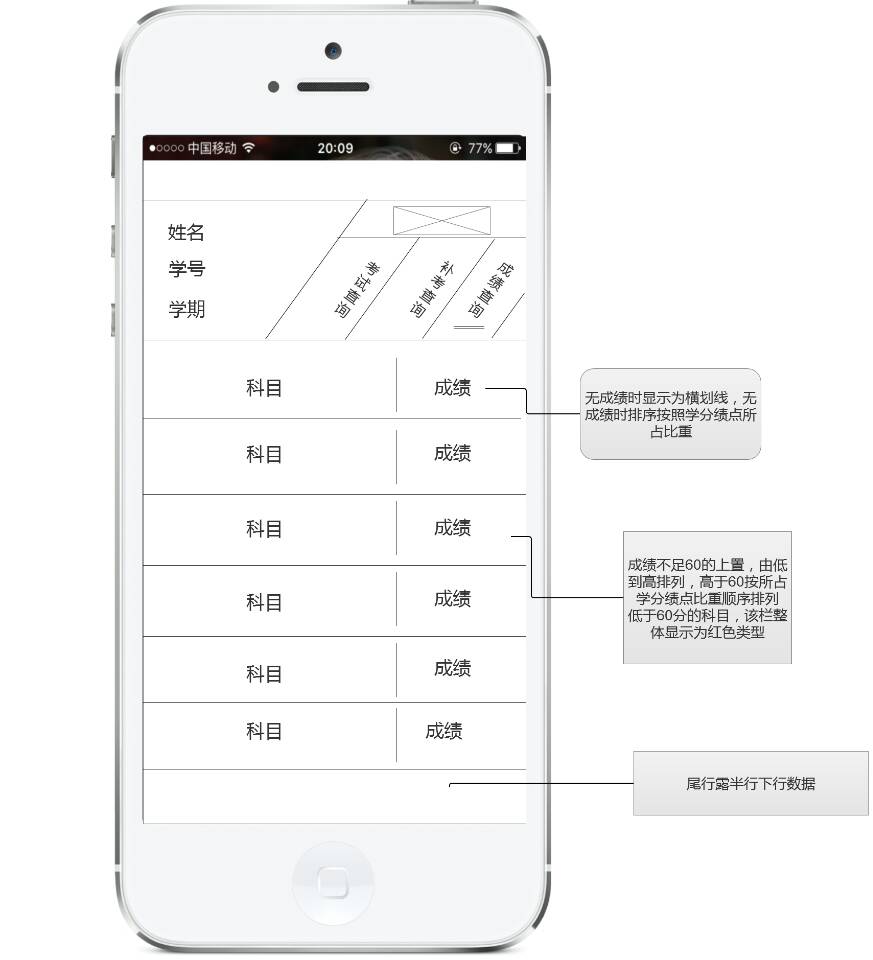 中国移动 20:09 77%
姓名
学号
学期
考试查询
补考查询
成绩查询
科目 成绩
科目 成绩
科目 成绩
科目 成绩
科目 成绩
科目 成绩
无成绩时显示为横划线，无
成绩时排序按照学分绩点所
占比重
成绩不足60的上置，由低
到高排列，高于60按所占
学分绩点比重顺序排列
低于60分的科目，该栏整
体显示为红色类型
尾行露半行下行数据